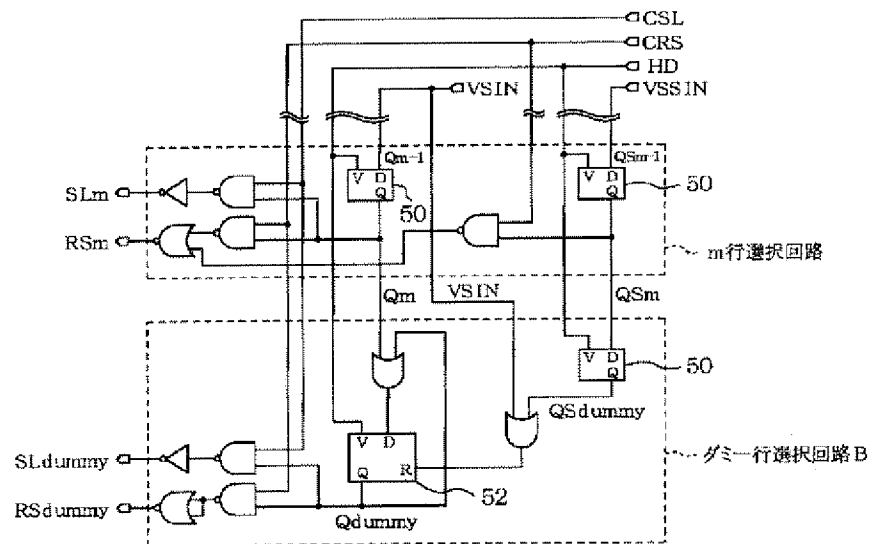 CSL
CRS
HD
VSIN
VSSIN
Qm-1
QSm-1
V D
Q
50
V D
Q
50
SLm
RSm
m行選択回路
Qm
VSIN
QSm
V D
Q
50
QSdummy
V D
Q R
52
SLdummy
RSdummy
Qdummy
ダミー行選択回路B